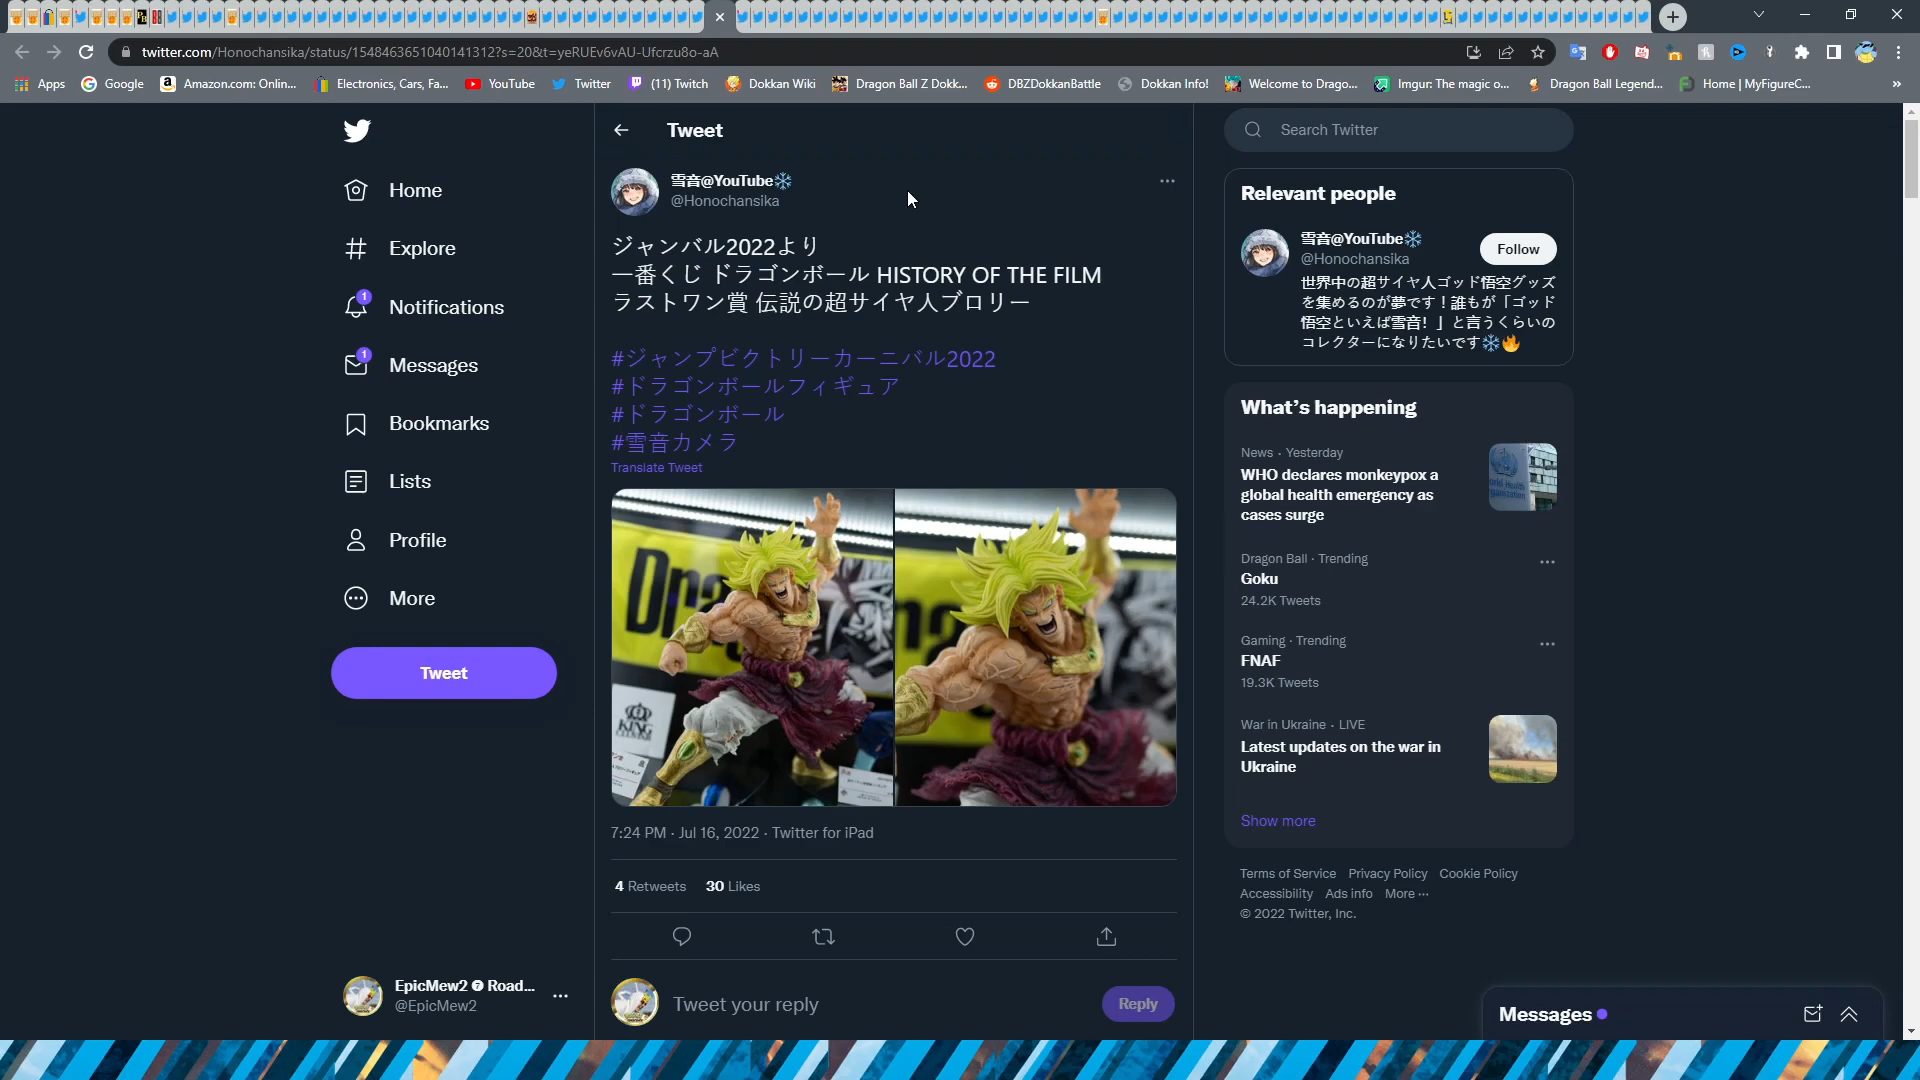 twitter.com/Honochansika/status/1548463651040141312?s=20&t=yeRUEv6vAU-Ufcrzu8o-aA
Apps
Google
Amazon.com: Onlin...
Electronics, Cars, Fa...
YouTube
Twitter
(11) Twitch
Dokkan Wiki
Dragon Ball Z Dokk...
DBZDokkanBattle
Dokkan Info!
Welcome to Drago...
Imgur: The magic o...
Dragon Ball Legend...
Home | MyFigureC...
Home
Explore
1
Notifications
1
Messages
Bookmarks
Lists
Profile
More
Tweet
EpicMew2 7 Road...
@EpicMew2
Tweet
雪音@YouTube❄
@Honochansika
ジャンバル2022より
一番くじ ドラゴンボール HISTORY OF THE FILM
ラストワン賞 伝説の超サイヤ人ブロリー
#ジャンプビクトリーカーニバル2022
#ドラゴンボールフィギュア
#ドラゴンボール
#雪音カメラ
Translate Tweet
KING
7:24 PM · Jul 16, 2022 · Twitter for iPad
4 Retweets 30 Likes
Tweet your reply
Reply
Search Twitter
Relevant people
雪音@YouTube❄
@Honochansika
Follow
世界中の超サイヤ人ゴッド悟空グッズ
を集めるのが夢です！誰もが「ゴッド
悟空といえば雪音！」と言うくらいの
コレクターになりたいです❄🔥
What's happening
News · Yesterday
WHO declares monkeypox a
global health emergency as
cases surge
Dragon Ball · Trending
Goku
24.2K Tweets
Gaming · Trending
FNAF
19.3K Tweets
War in Ukraine · LIVE
Latest updates on the war in
Ukraine
Show more
Terms of Service Privacy Policy Cookie Policy
Accessibility Ads info More ···
© 2022 Twitter, Inc.
Messages